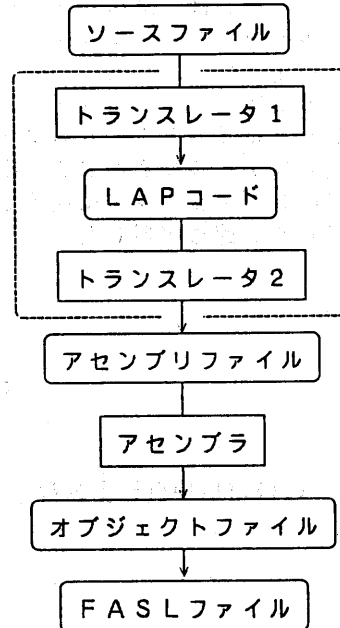 ソースファイル
トランスレータ1
LAPコード
トランスレータ2
アセンブリファイル
アセンブラ
オブジェクトファイル
FASLファイル